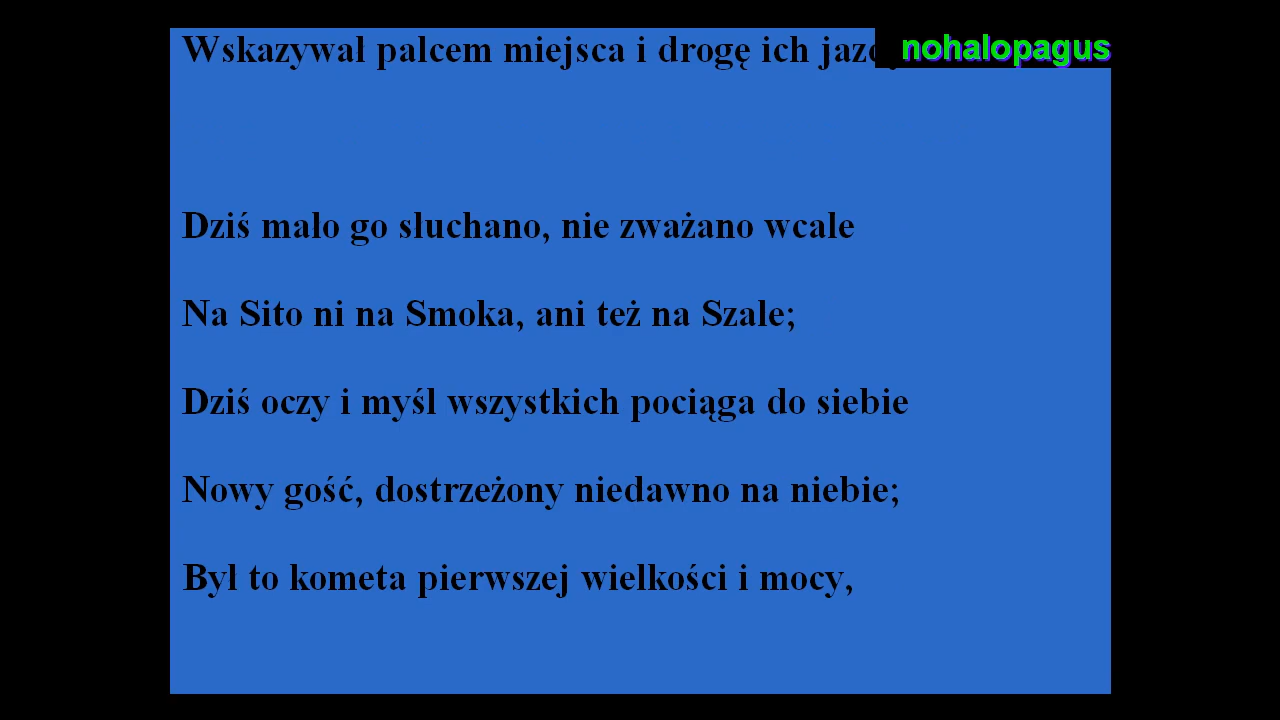 Wskazywał palcem miejsca i drogę ich
nohalopagus
Dziś mało go słuchano, nie zważano wcale
Na Sito ni na Smoka, ani też na Szale;
Dziś oczy i myśl wszystkich pociąga do siebie
Nowy gość, dostrzeżony niedawno na niebie;
Był to kometa pierwszej wielkości i mocy,